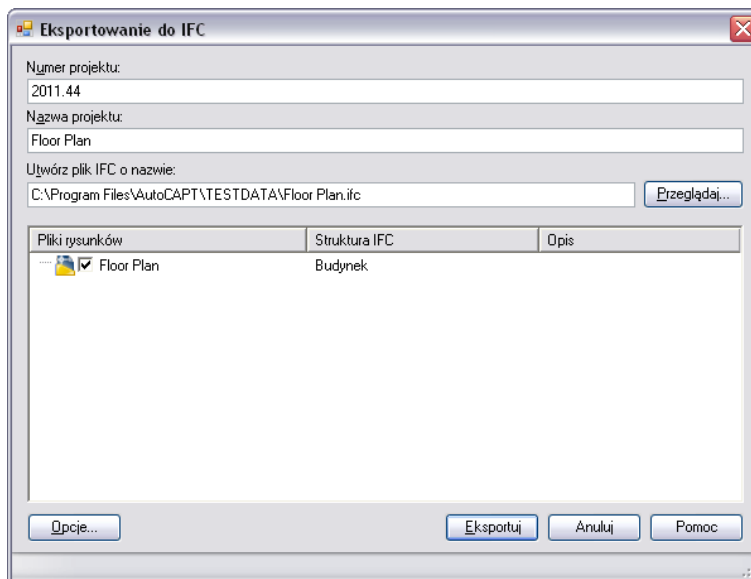 Eksportowanie do IFC
Numer projektu:
2011.44
Nazwa projektu:
Floor Plan
Utwórz plik IFC o nazwie:
C:\Program Files\AutoCAPT\TESTDATA\Floor Plan.ifc
Przeglądaj...
Pliki rysunków Struktura IFC Opis
Floor Plan Budynek
Opcje... Eksportuj Anuluj Pomoc